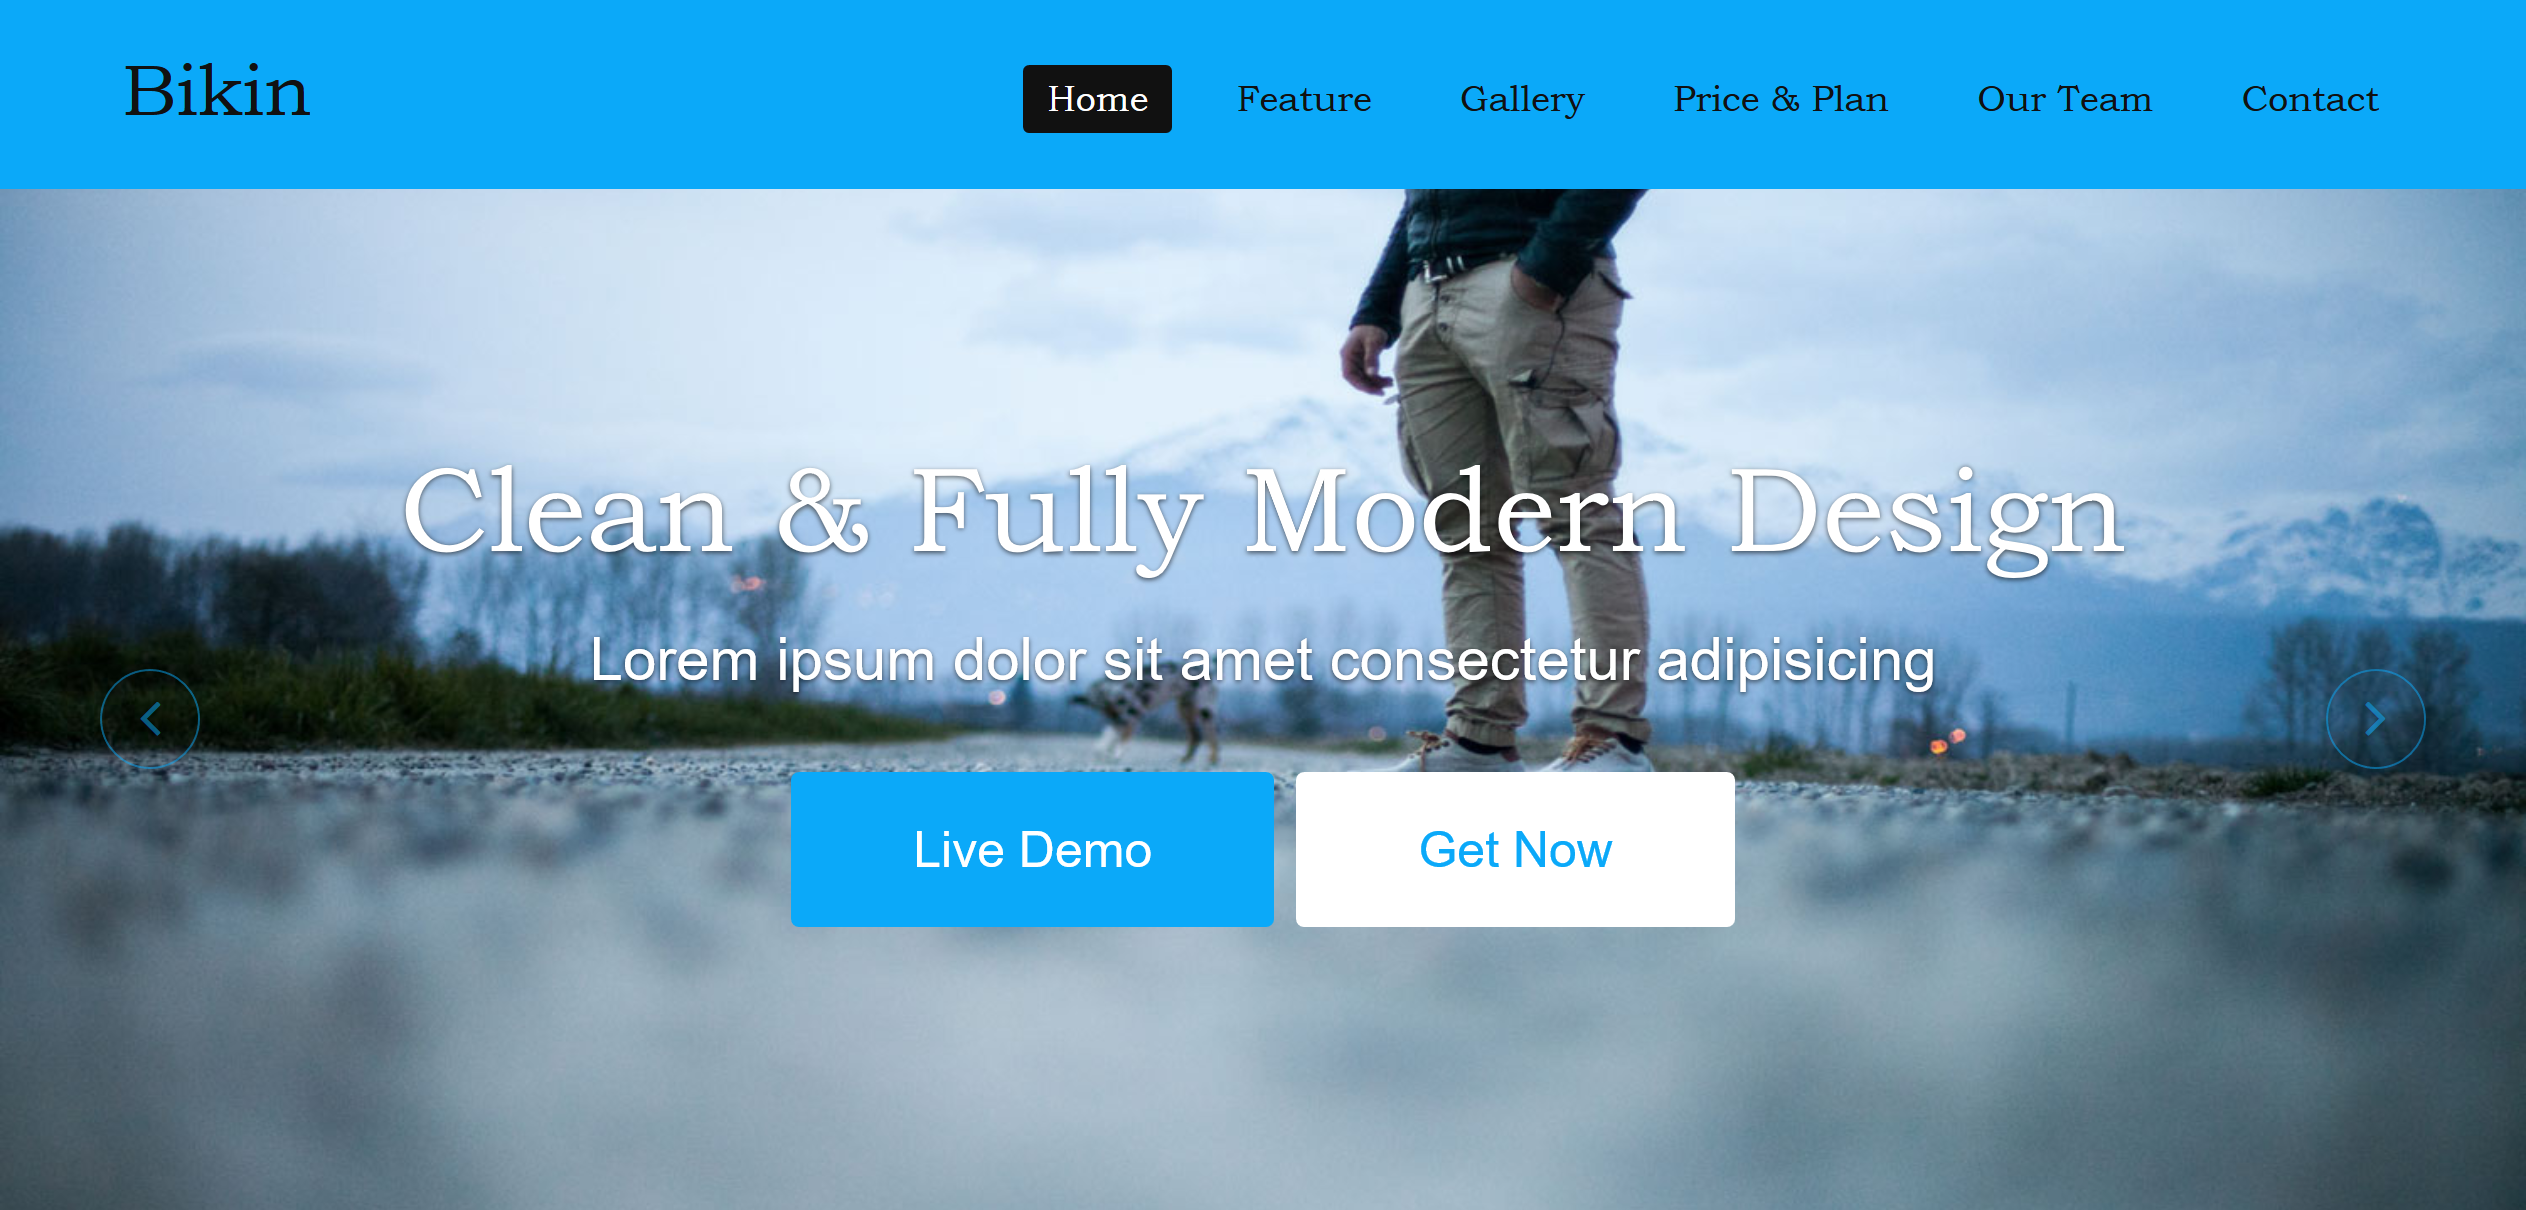 Bikin
Home Feature Gallery Price & Plan Our Team Contact
Clean & Fully Modern Design
Lorem ipsum dolor sit amet consectetur adipisicing
Live Demo Get Now